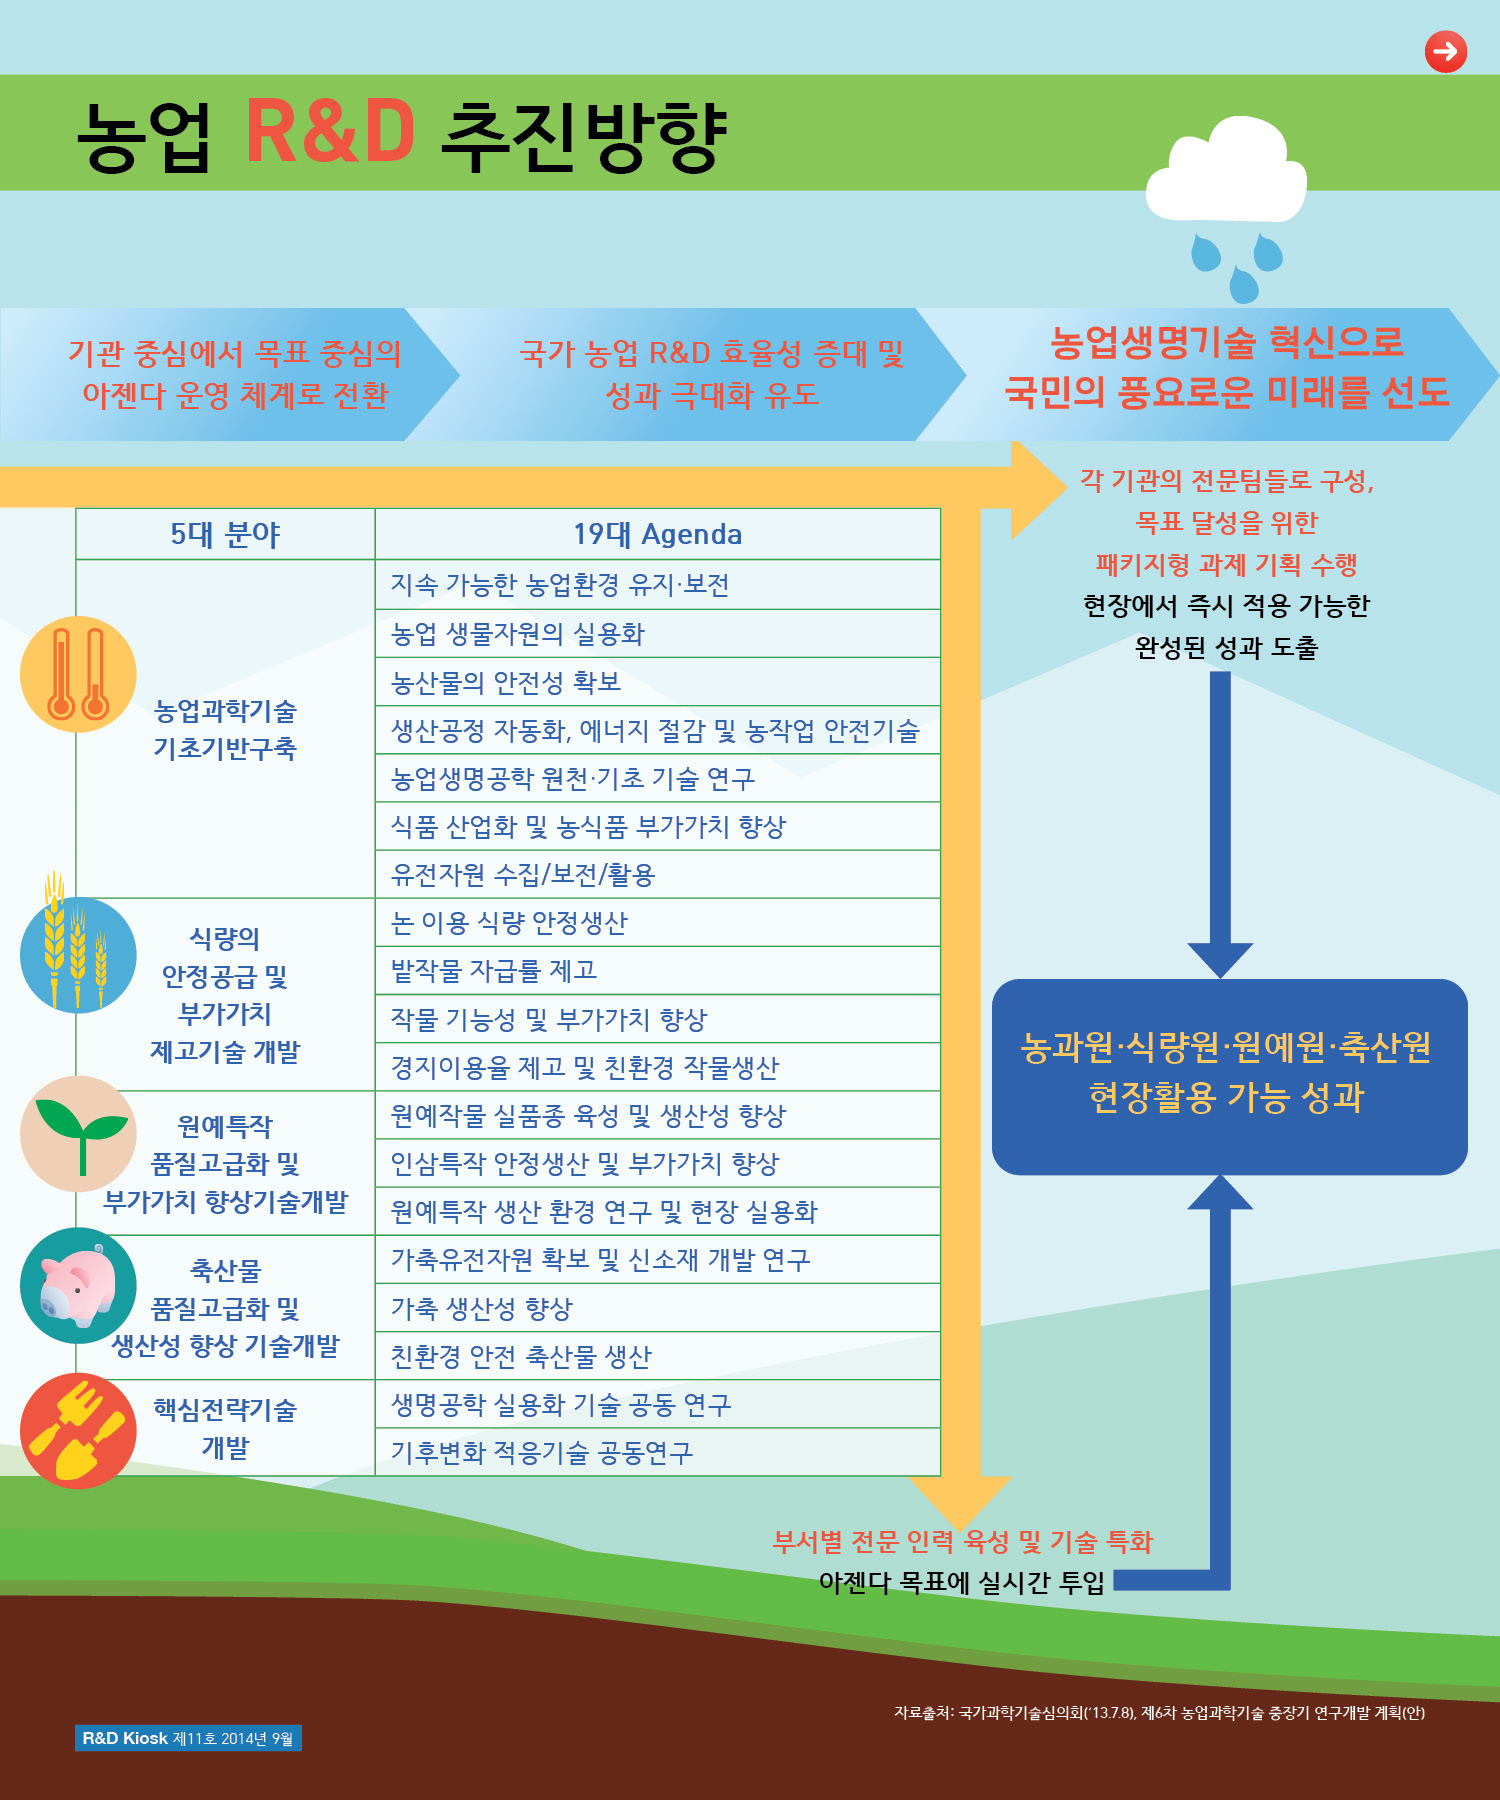 농업 R&D 추진방향
기관 중심에서 목표 중심의
아젠다 운영 체계로 전환
국가 농업 R&D 효율성 증대 및
성과 극대화 유도
농업생명기술 혁신으로
국민의 풍요로운 미래를 선도
각 기관의 전문팀들로 구성,
목표 달성을 위한
패키지형 과제 기획 수행
현장에서 즉시 적용 가능한
완성된 성과 도출
5대 분야
19대 Agenda
농업과학기술
기초기반구축
지속 가능한 농업환경 유지·보전
농업 생물자원의 실용화
농산물의 안전성 확보
생산공정 자동화, 에너지 절감 및 농작업 안전기술
농업생명공학 원천·기초 기술 연구
식품 산업화 및 농식품 부가가치 향상
유전자원 수집/보전/활용
식량의
안정공급 및
부가가치
제고기술 개발
논 이용 식량 안정생산
밭작물 자급률 제고
작물 기능성 및 부가가치 향상
경지이용율 제고 및 친환경 작물생산
원예특작
품질고급화 및
부가가치 향상기술개발
원예작물 실품종 육성 및 생산성 향상
인삼특작 안정생산 및 부가가치 향상
원예특작 생산 환경 연구 및 현장 실용화
축산물
품질고급화 및
생산성 향상 기술개발
가축유전자원 확보 및 신소재 개발 연구
가축 생산성 향상
친환경 안전 축산물 생산
핵심전략기술
개발
생명공학 실용화 기술 공동 연구
기후변화 적응기술 공동연구
농과원·식량원·원예원·축산원
현장활용 가능 성과
부서별 전문 인력 육성 및 기술 특화
아젠다 목표에 실시간 투입
자료출처: 국가과학기술심의회(‘13.7.8), 제6차 농업과학기술 중장기 연구개발 계획(안)
R&D Kiosk 제11호 2014년 9월